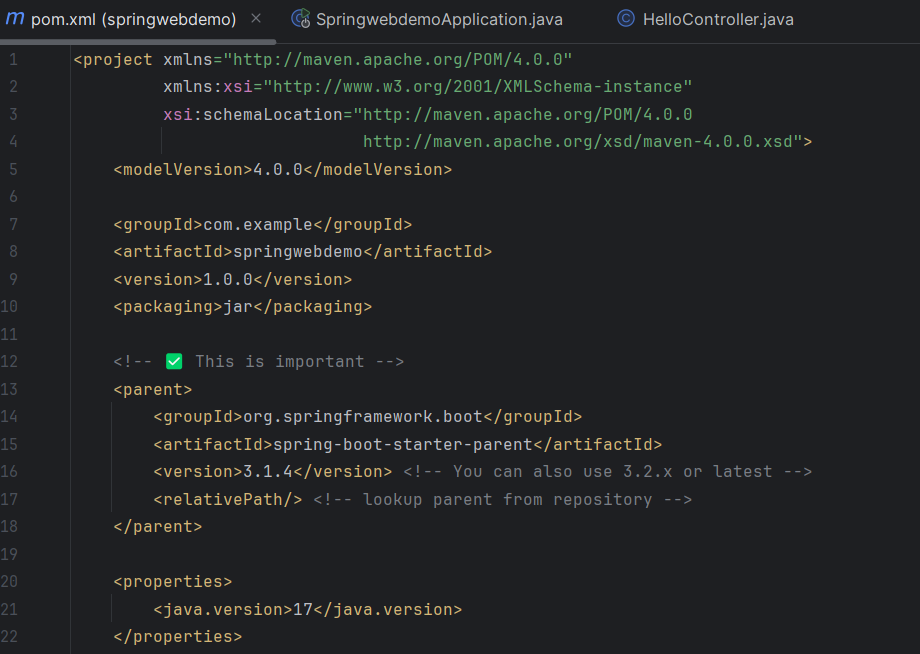 m pom.xml (springwebdemo) × SpringwebdemoApplication.java HelloController.java
1 <project xmlns="http://maven.apache.org/POM/4.0.0"
2 xmlns:xsi="http://www.w3.org/2001/XMLSchema-instance"
3 xsi:schemaLocation="http://maven.apache.org/POM/4.0.0
4 http://maven.apache.org/xsd/maven-4.0.0.xsd">
5 <modelVersion>4.0.0</modelVersion>
6
7 <groupId>com.example</groupId>
8 <artifactId>springwebdemo</artifactId>
9 <version>1.0.0</version>
10 <packaging>jar</packaging>
11
12 <!-- ✅ This is important -->
13 <parent>
14 <groupId>org.springframework.boot</groupId>
15 <artifactId>spring-boot-starter-parent</artifactId>
16 <version>3.1.4</version> <!-- You can also use 3.2.x or latest -->
17 <relativePath/> <!-- lookup parent from repository -->
18 </parent>
19
20 <properties>
21 <java.version>17</java.version>
22 </properties>